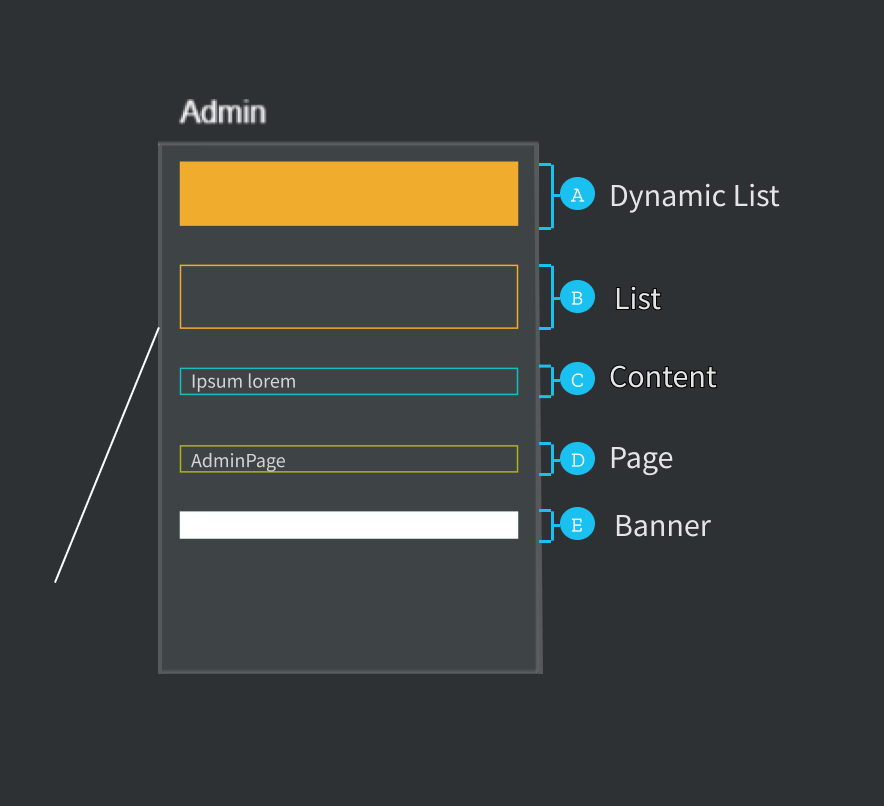 Admin
A Dynamic List
B List
Ipsum lorem C Content
AdminPage D Page
E Banner